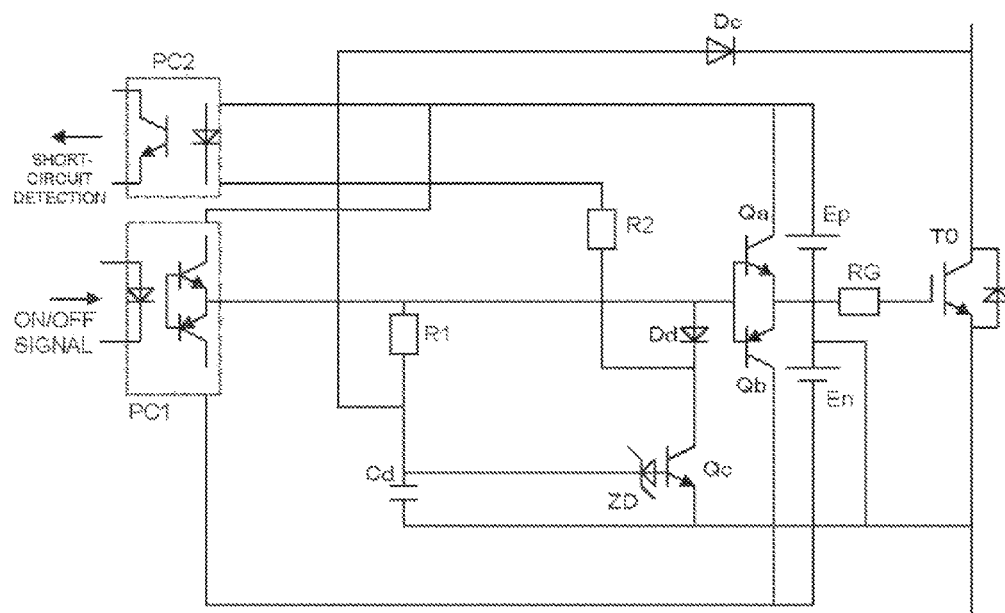 Dc
PC2
SHORT-
CIRCUIT
DETECTION
R2
Qa
Ep
T0
RG
ON/OFF
SIGNAL
R1
Dd
Qb
En
PC1
Cd
Qc
ZD